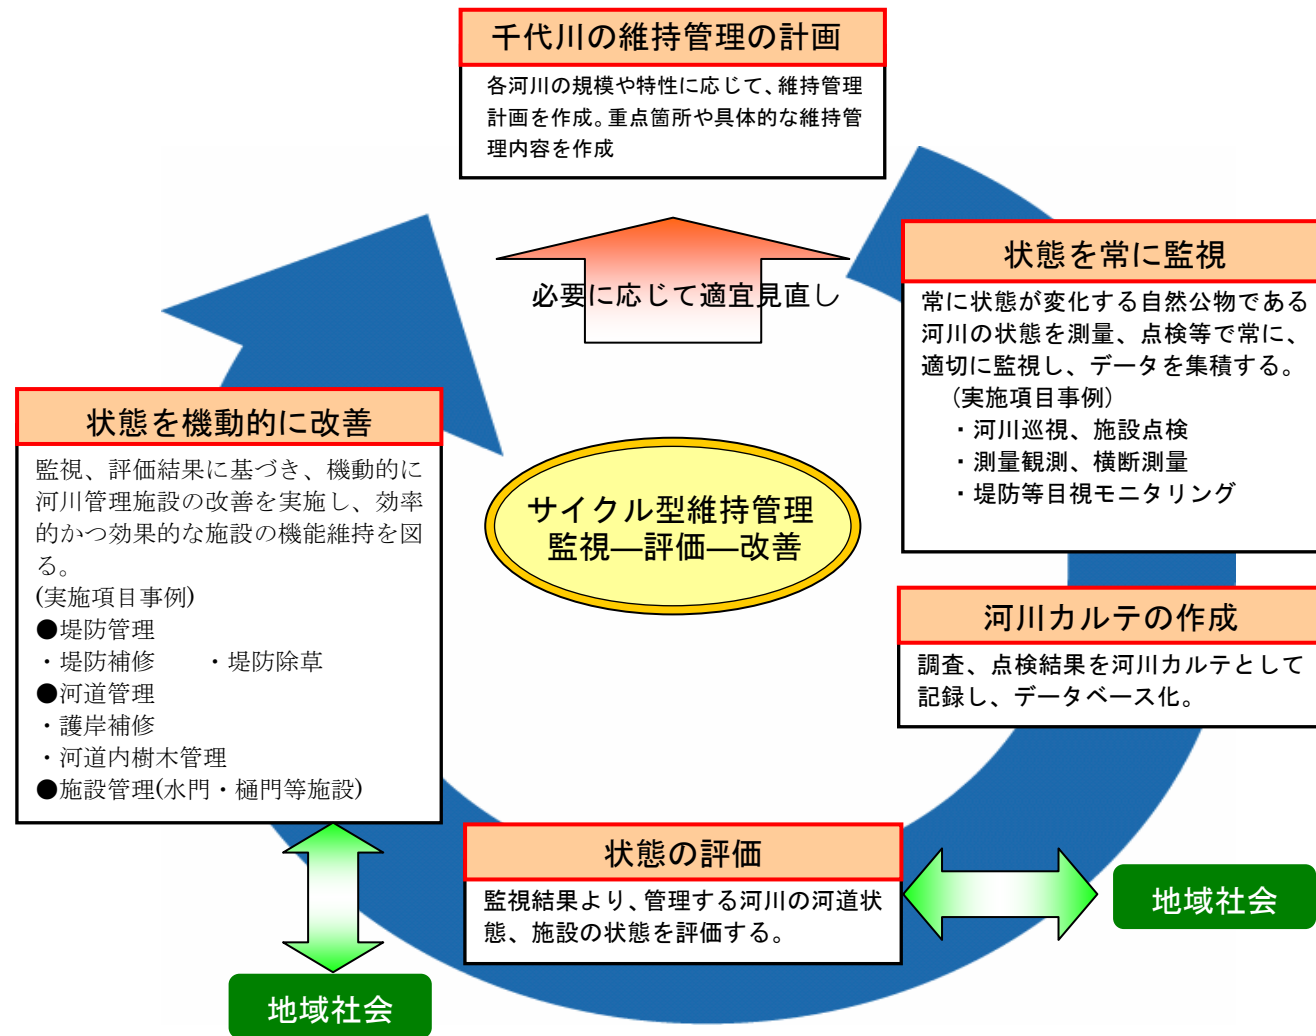 千代川の維持管理の計画
各河川の規模や特性に応じて、維持管理
計画を作成。重点箇所や具体的な維持管
理内容を作成
必要に応じて適宜見直し
状態を常に監視
常に状態が変化する自然公物である
河川の状態を測量、点検等で常に、
適切に監視し、データを集積する。
(実施項目事例)
・河川巡視、施設点検
・測量観測、横断測量
・堤防等目視モニタリング
サイクル型維持管理
監視―評価―改善
河川カルテの作成
調査、点検結果を河川カルテとして
記録し、データベース化。
状態の評価
監視結果より、管理する河川の河道状
態、施設の状態を評価する。
地域社会
状態を機動的に改善
監視、評価結果に基づき、機動的に
河川管理施設の改善を実施し、効率
的かつ効果的な施設の機能維持を図
る。
(実施項目事例)
●堤防管理
・堤防補修　　・堤防除草
●河道管理
・護岸補修
・河道内樹木管理
●施設管理(水門・樋門等施設)
地域社会